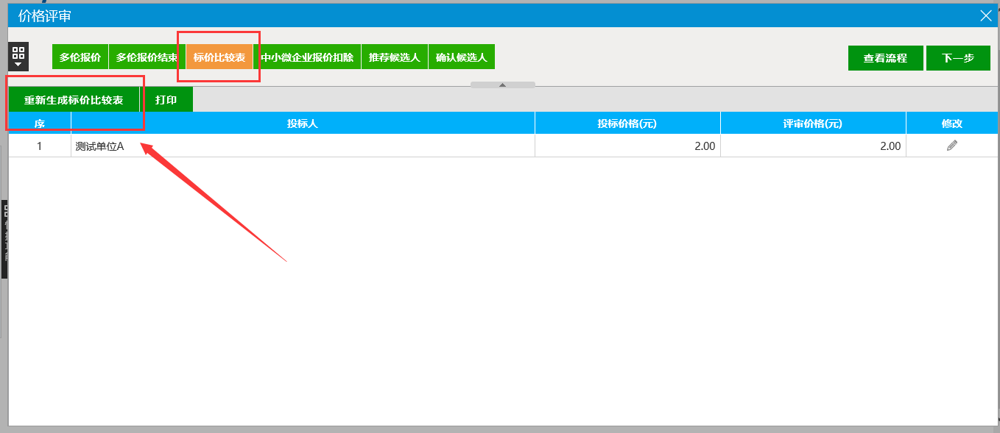 价格评审
多伦报价 多伦报价结束 标价比较表 中小微企业报价扣除 推荐候选人 确认候选人 查看流程 下一步
重新生成标价比较表 打印
序 投标人 投标价格(元) 评审价格(元) 修改
1 测试单位A 2.00 2.00